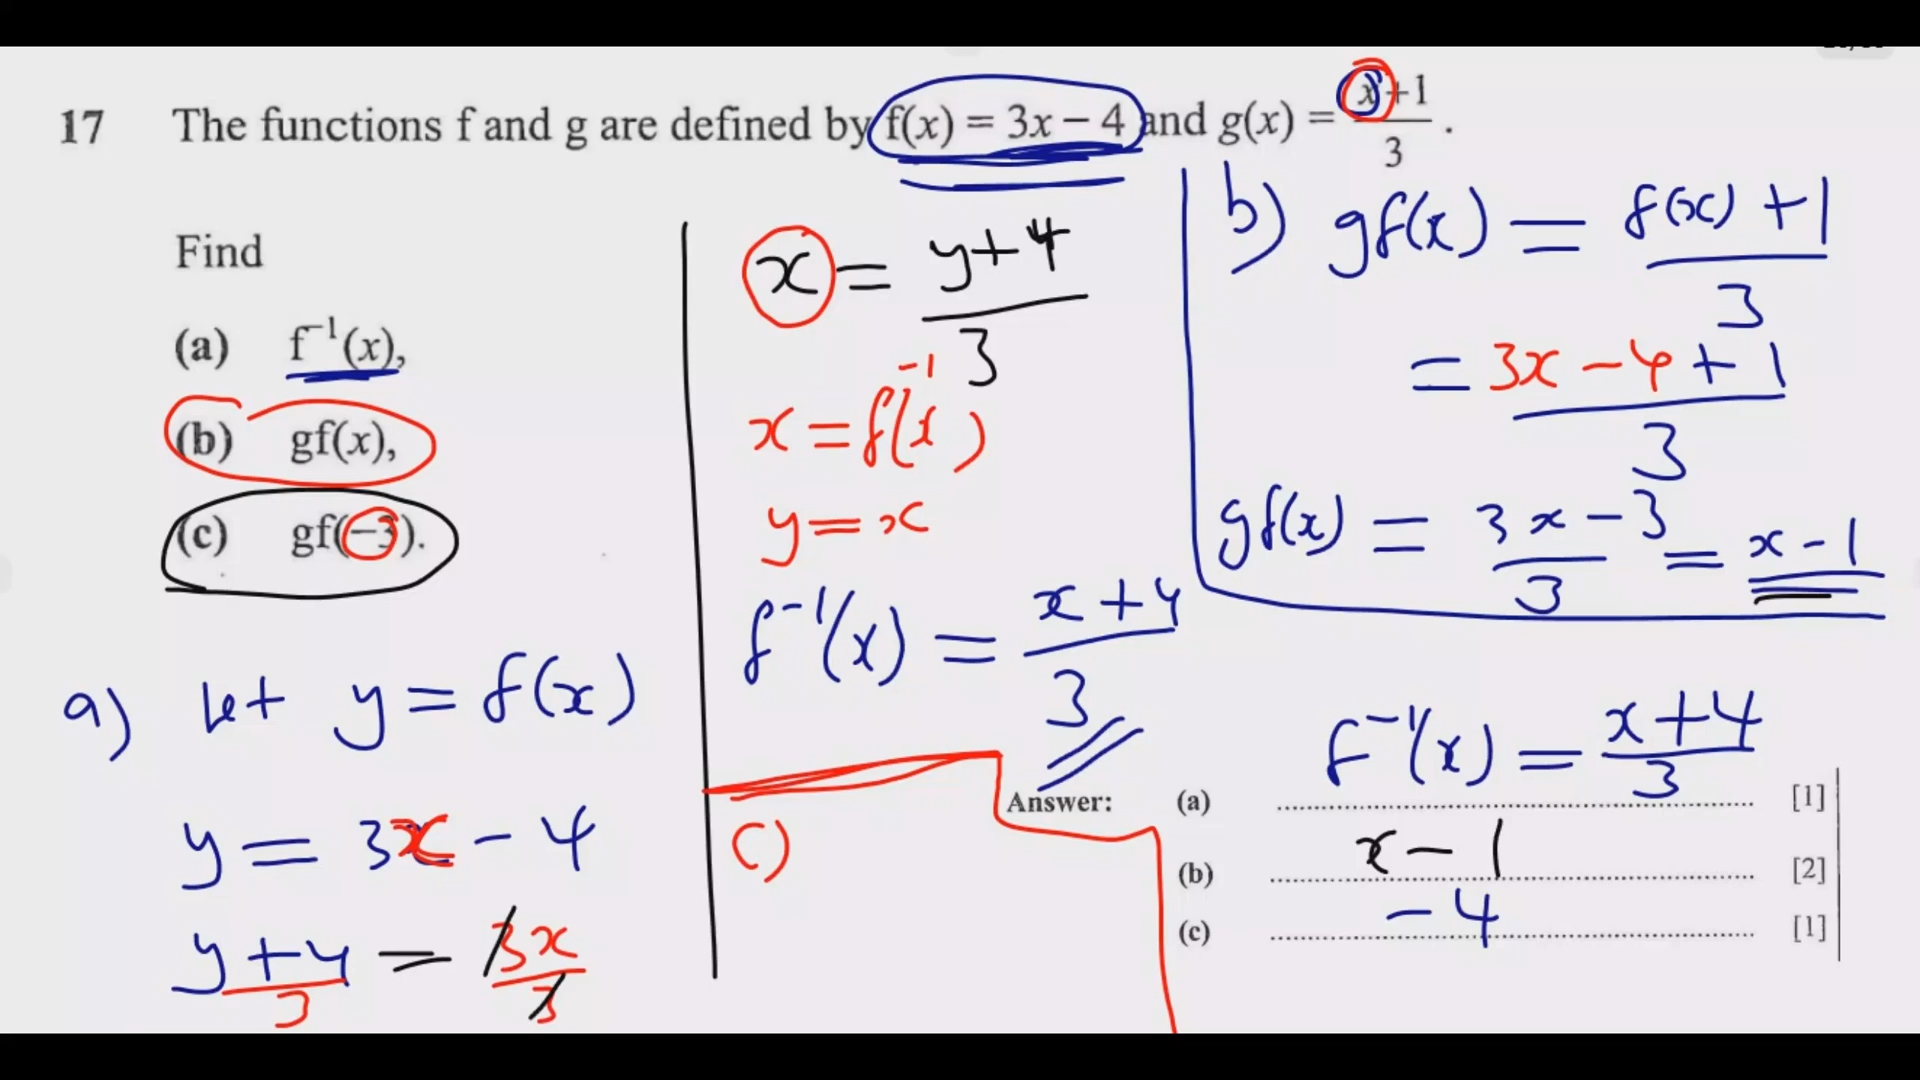 17 The functions f and g are defined by f(x) = 3x − 4 and g(x) = (x+1)/3 .
Find
(a) f⁻¹(x),
(b) gf(x),
(c) gf(−3).
a) let y = f(x)
y = 3x − 4
(y+4)/3 = 3x/3
x = (y+4)/3
x = f⁻¹(x)
y = x
f⁻¹(x) = (x+4)/3
b) gf(x) = (f(x) + 1)/3
= (3x − 4 + 1)/3
gf(x) = (3x − 3)/3 = x − 1
c)
Answer: (a) f⁻¹(x) = (x+4)/3 [1]
(b) x − 1 [2]
(c) − 4 [1]